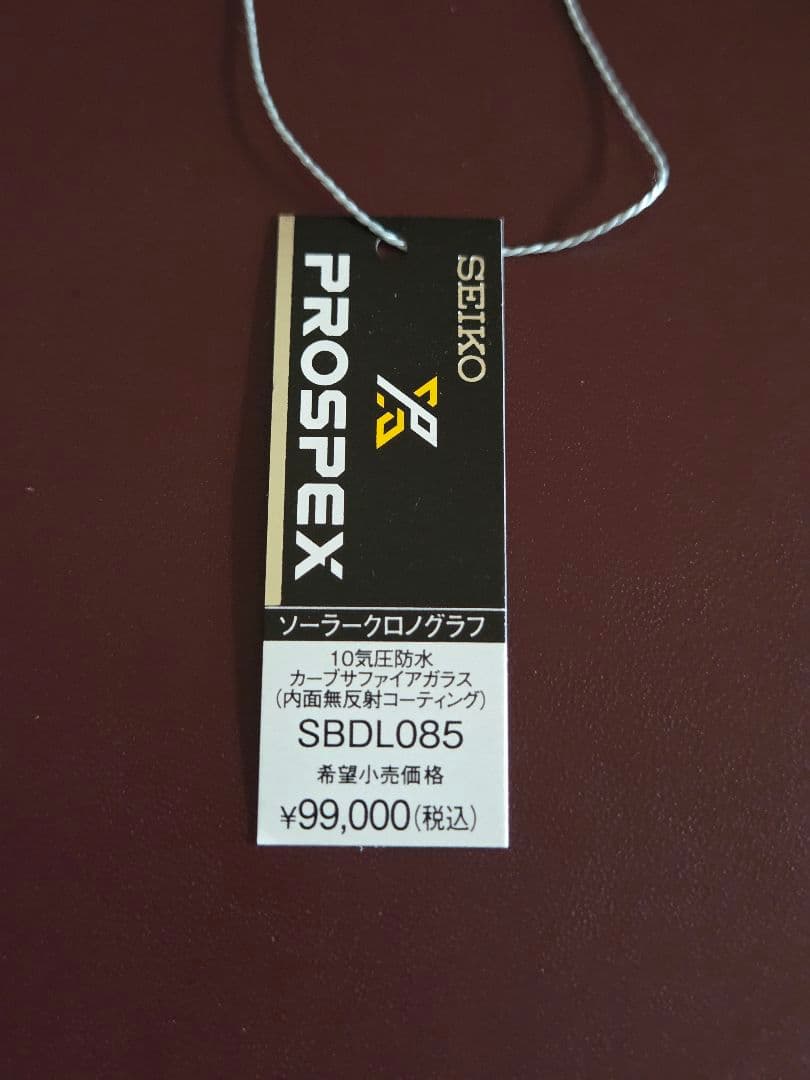 SEIKO
PROSPEX
ソーラークロノグラフ
10気圧防水
カーブサファイアガラス
(内面無反射コーティング)
SBDL085
希望小売価格
¥99,000(税込)